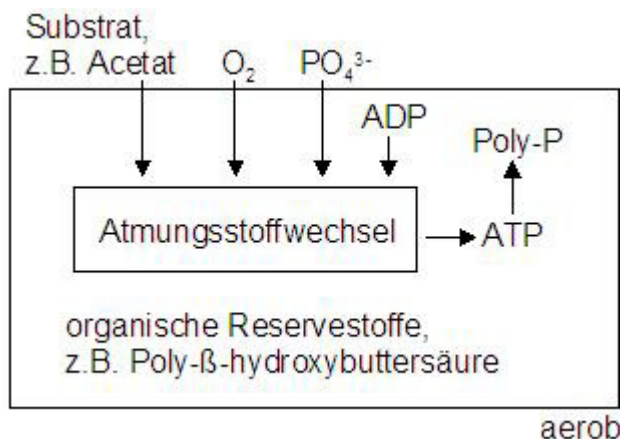 Substrat,
z.B. Acetat O₂ PO₄³⁻
ADP
Poly-P
Atmungsstoffwechsel
ATP
organische Reservestoffe,
z.B. Poly-ß-hydroxybuttersäure
aerob